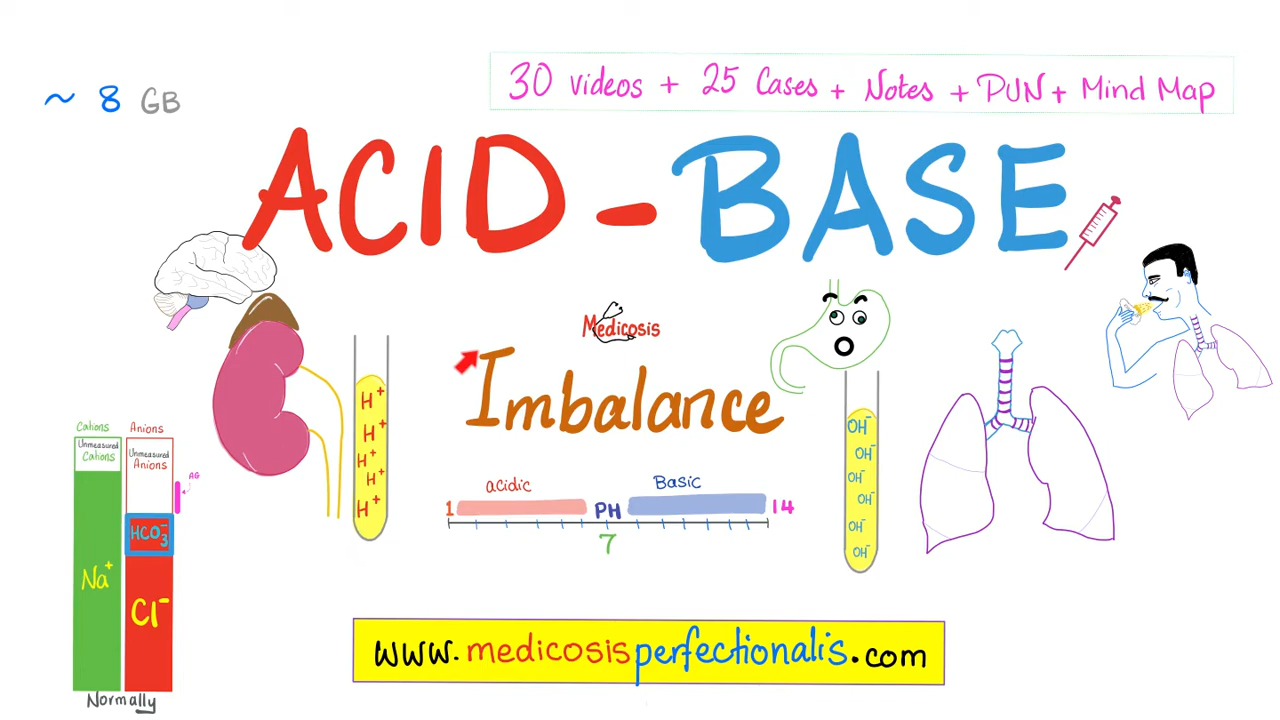 ~ 8 GB
30 videos + 25 Cases + Notes + PUN + Mind Map
ACID - BASE
Medicosis
Imbalance
H+
H+
H+
H+
H+
OH-
OH-
OH-
OH-
OH-
OH-
acidic
Basic
1
PH
14
7
Cations
Anions
Unmeasured
Cations
Unmeasured
Anions
AG
HCO3-
Na+
Cl-
Normally
www.medicosisperfectionalis.com